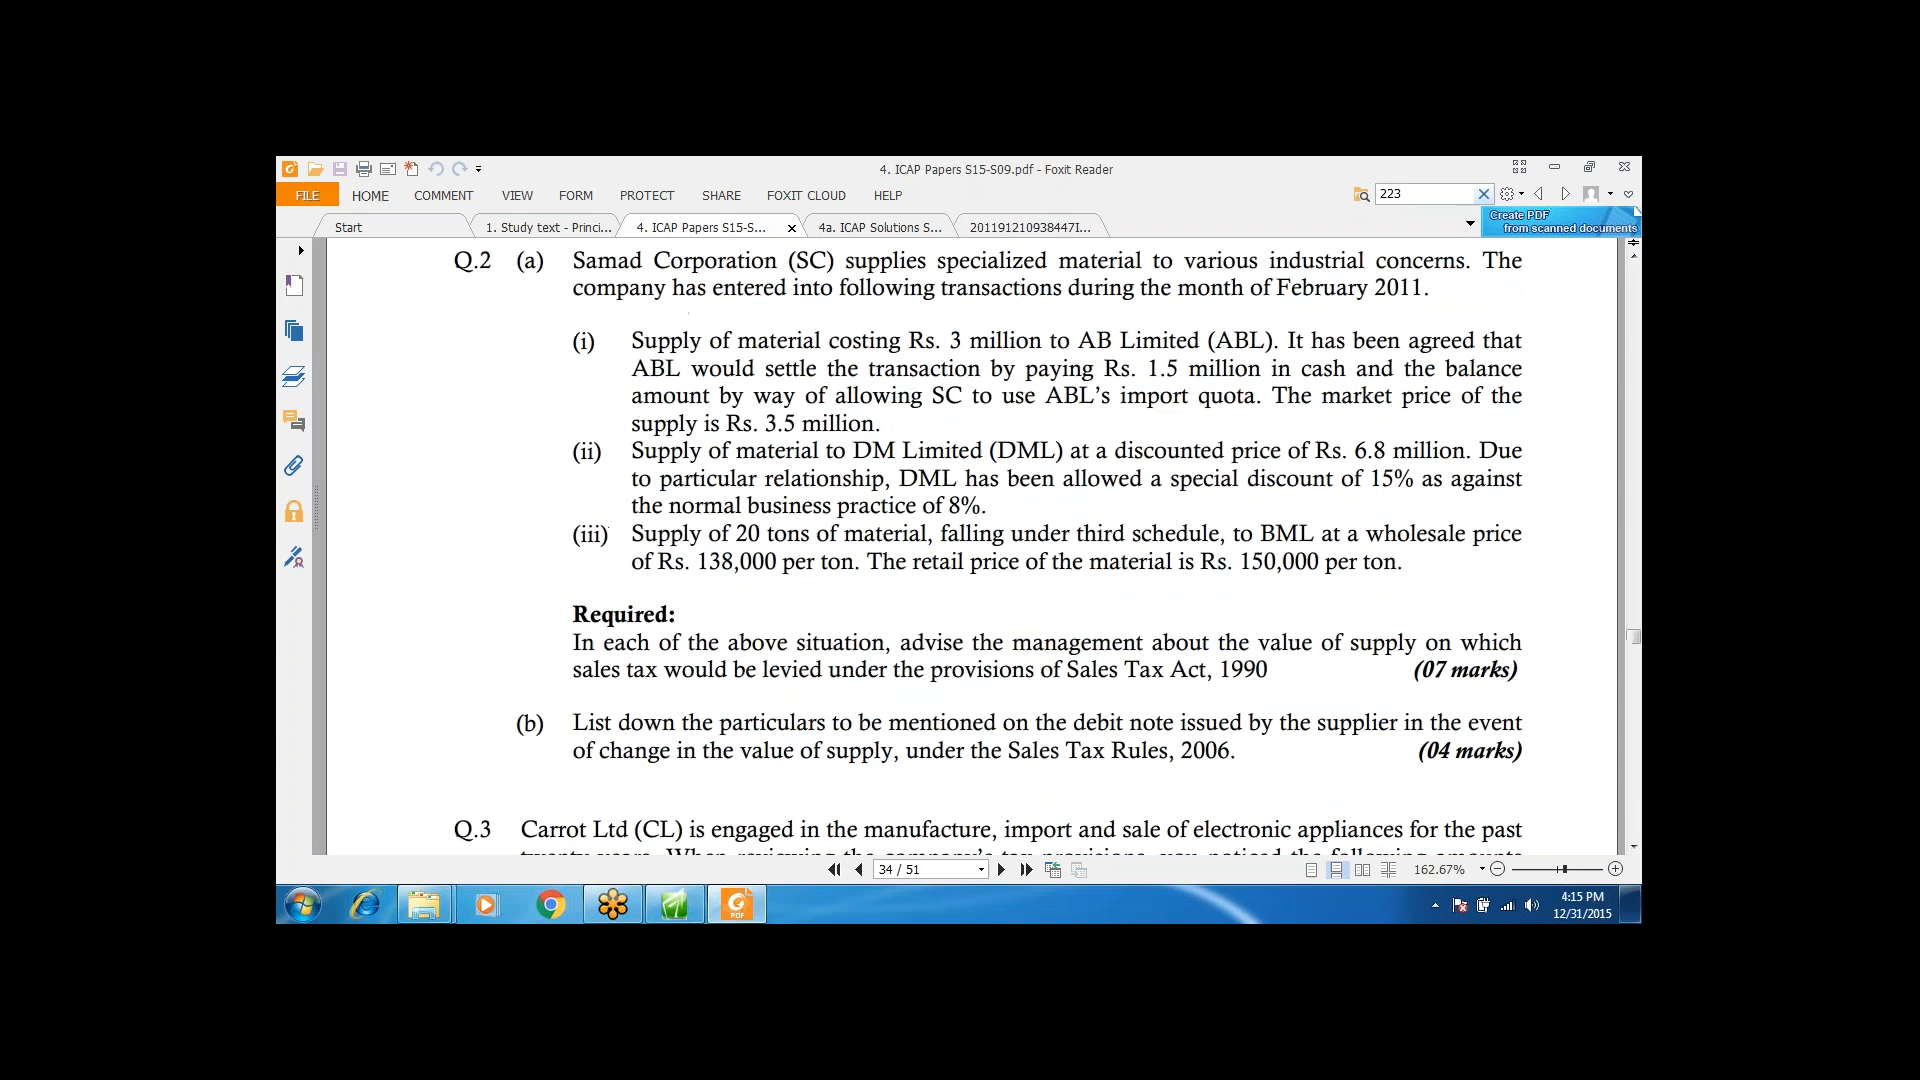 4. ICAP Papers S15-S09.pdf - Foxit Reader
FILE HOME COMMENT VIEW FORM PROTECT SHARE FOXIT CLOUD HELP
223
Start 1. Study text - Princi... 4. ICAP Papers S15-S... 4a. ICAP Solutions S... 201191210938447I...
Create PDF
from scanned documents
Q.2 (a) Samad Corporation (SC) supplies specialized material to various industrial concerns. The
company has entered into following transactions during the month of February 2011.
(i) Supply of material costing Rs. 3 million to AB Limited (ABL). It has been agreed that
ABL would settle the transaction by paying Rs. 1.5 million in cash and the balance
amount by way of allowing SC to use ABL’s import quota. The market price of the
supply is Rs. 3.5 million.
(ii) Supply of material to DM Limited (DML) at a discounted price of Rs. 6.8 million. Due
to particular relationship, DML has been allowed a special discount of 15% as against
the normal business practice of 8%.
(iii) Supply of 20 tons of material, falling under third schedule, to BML at a wholesale price
of Rs. 138,000 per ton. The retail price of the material is Rs. 150,000 per ton.
Required:
In each of the above situation, advise the management about the value of supply on which
sales tax would be levied under the provisions of Sales Tax Act, 1990 (07 marks)
(b) List down the particulars to be mentioned on the debit note issued by the supplier in the event
of change in the value of supply, under the Sales Tax Rules, 2006. (04 marks)
Q.3 Carrot Ltd (CL) is engaged in the manufacture, import and sale of electronic appliances for the past
34 / 51
162.67%
4:15 PM
12/31/2015